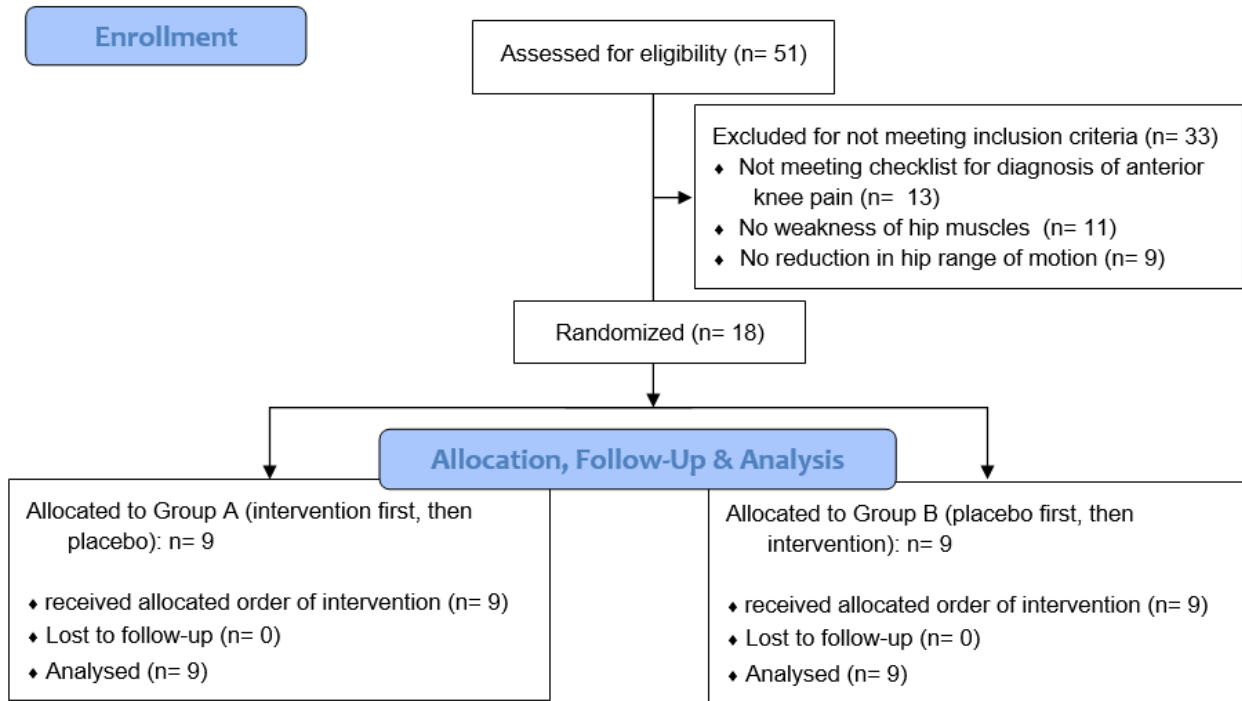 Enrollment
Assessed for eligibility (n= 51)
Excluded for not meeting inclusion criteria (n= 33)
♦ Not meeting checklist for diagnosis of anterior
knee pain (n= 13)
♦ No weakness of hip muscles (n= 11)
♦ No reduction in hip range of motion (n= 9)
Randomized (n= 18)
Allocation, Follow-Up & Analysis
Allocated to Group A (intervention first, then
placebo): n= 9
♦ received allocated order of intervention (n= 9)
♦ Lost to follow-up (n= 0)
♦ Analysed (n= 9)
Allocated to Group B (placebo first, then
intervention): n= 9
♦ received allocated order of intervention (n= 9)
♦ Lost to follow-up (n= 0)
♦ Analysed (n= 9)